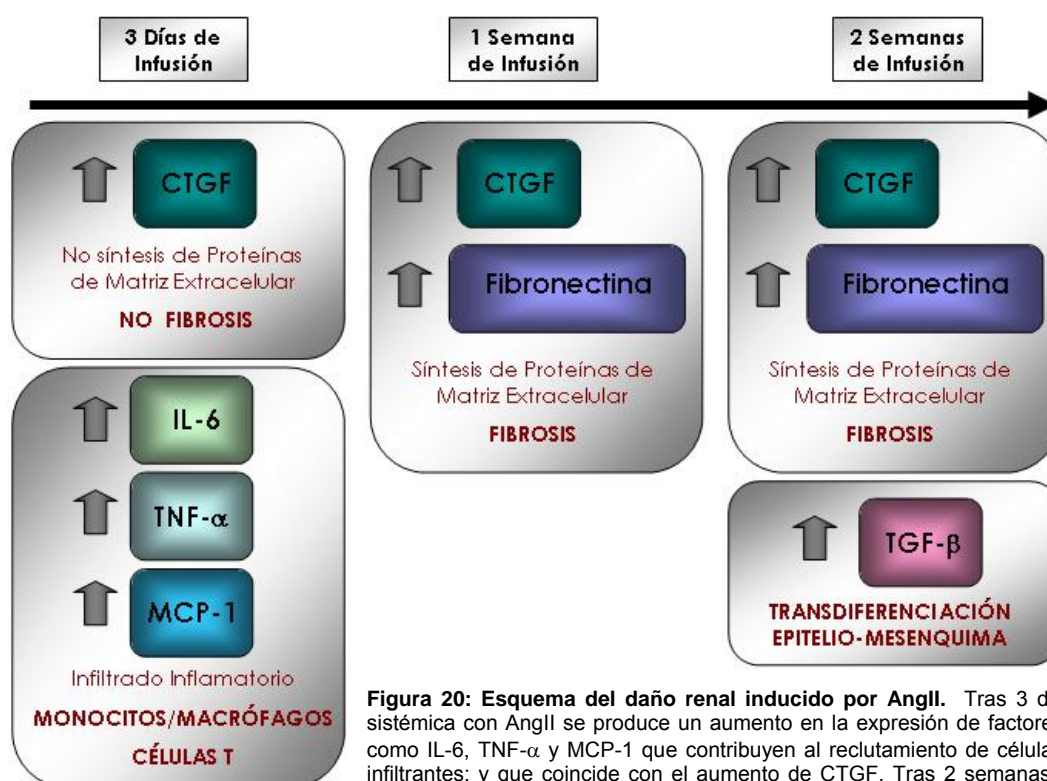 3 Días de
Infusión
1 Semana
de Infusión
2 Semanas
de Infusión
CTGF
No síntesis de Proteínas
de Matriz Extracelular
NO FIBROSIS
IL-6
TNF-α
MCP-1
Infiltrado Inflamatorio
MONOCITOS/MACRÓFAGOS
CÉLULAS T
CTGF
Fibronectina
Síntesis de Proteínas de
Matriz Extracelular
FIBROSIS
CTGF
Fibronectina
Síntesis de Proteínas de
Matriz Extracelular
FIBROSIS
TGF-β
TRANSDIFERENCIACIÓN
EPITELIO-MESENQUIMA
Figura 20: Esquema del daño renal inducido por AngII. Tras 3 d
sistémica con AngII se produce un aumento en la expresión de factore
como IL-6, TNF-α y MCP-1 que contribuyen al reclutamiento de célula
infiltrantes; y que coincide con el aumento de CTGF. Tras 2 semanas